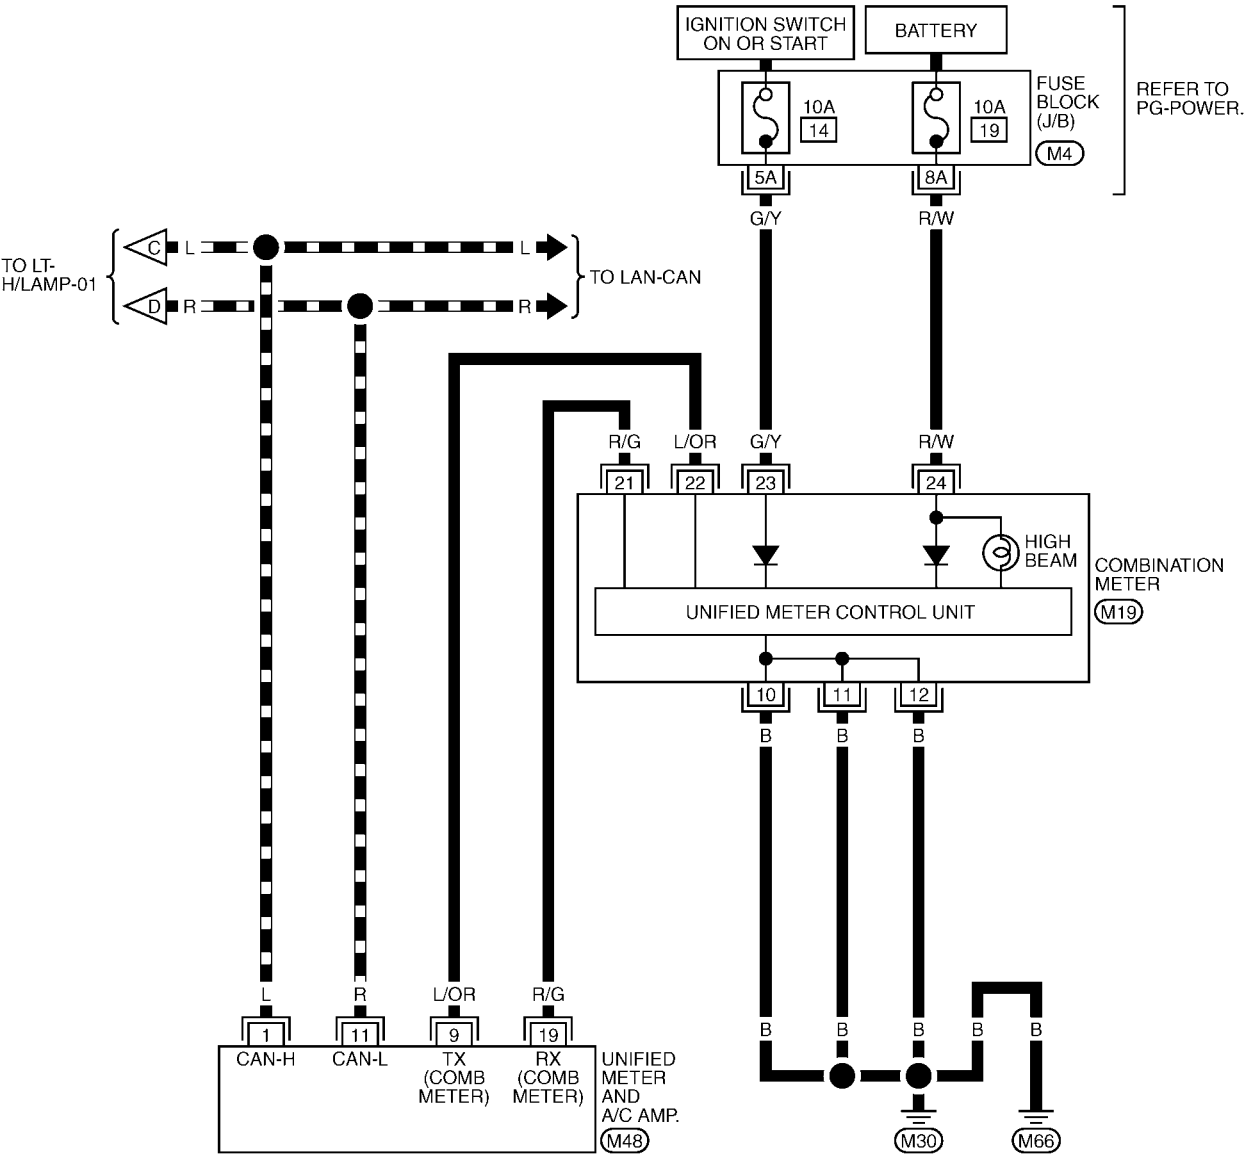 IGNITION SWITCH
ON OR START
BATTERY
FUSE
BLOCK
(J/B)
M4
REFER TO
PG-POWER.
10A
14
10A
19
5A
8A
G/Y
R/W
TO LT-
H/LAMP-01
C
L
L
D
R
R
TO LAN-CAN
R/G
L/OR
G/Y
R/W
21
22
23
24
HIGH
BEAM
COMBINATION
METER
M19
UNIFIED METER CONTROL UNIT
10
11
12
B
B
B
L
R
L/OR
R/G
B
B
B
B
B
1
11
9
19
CAN-H
CAN-L
TX
(COMB
METER)
RX
(COMB
METER)
UNIFIED
METER
AND
A/C AMP.
M48
M30
M66